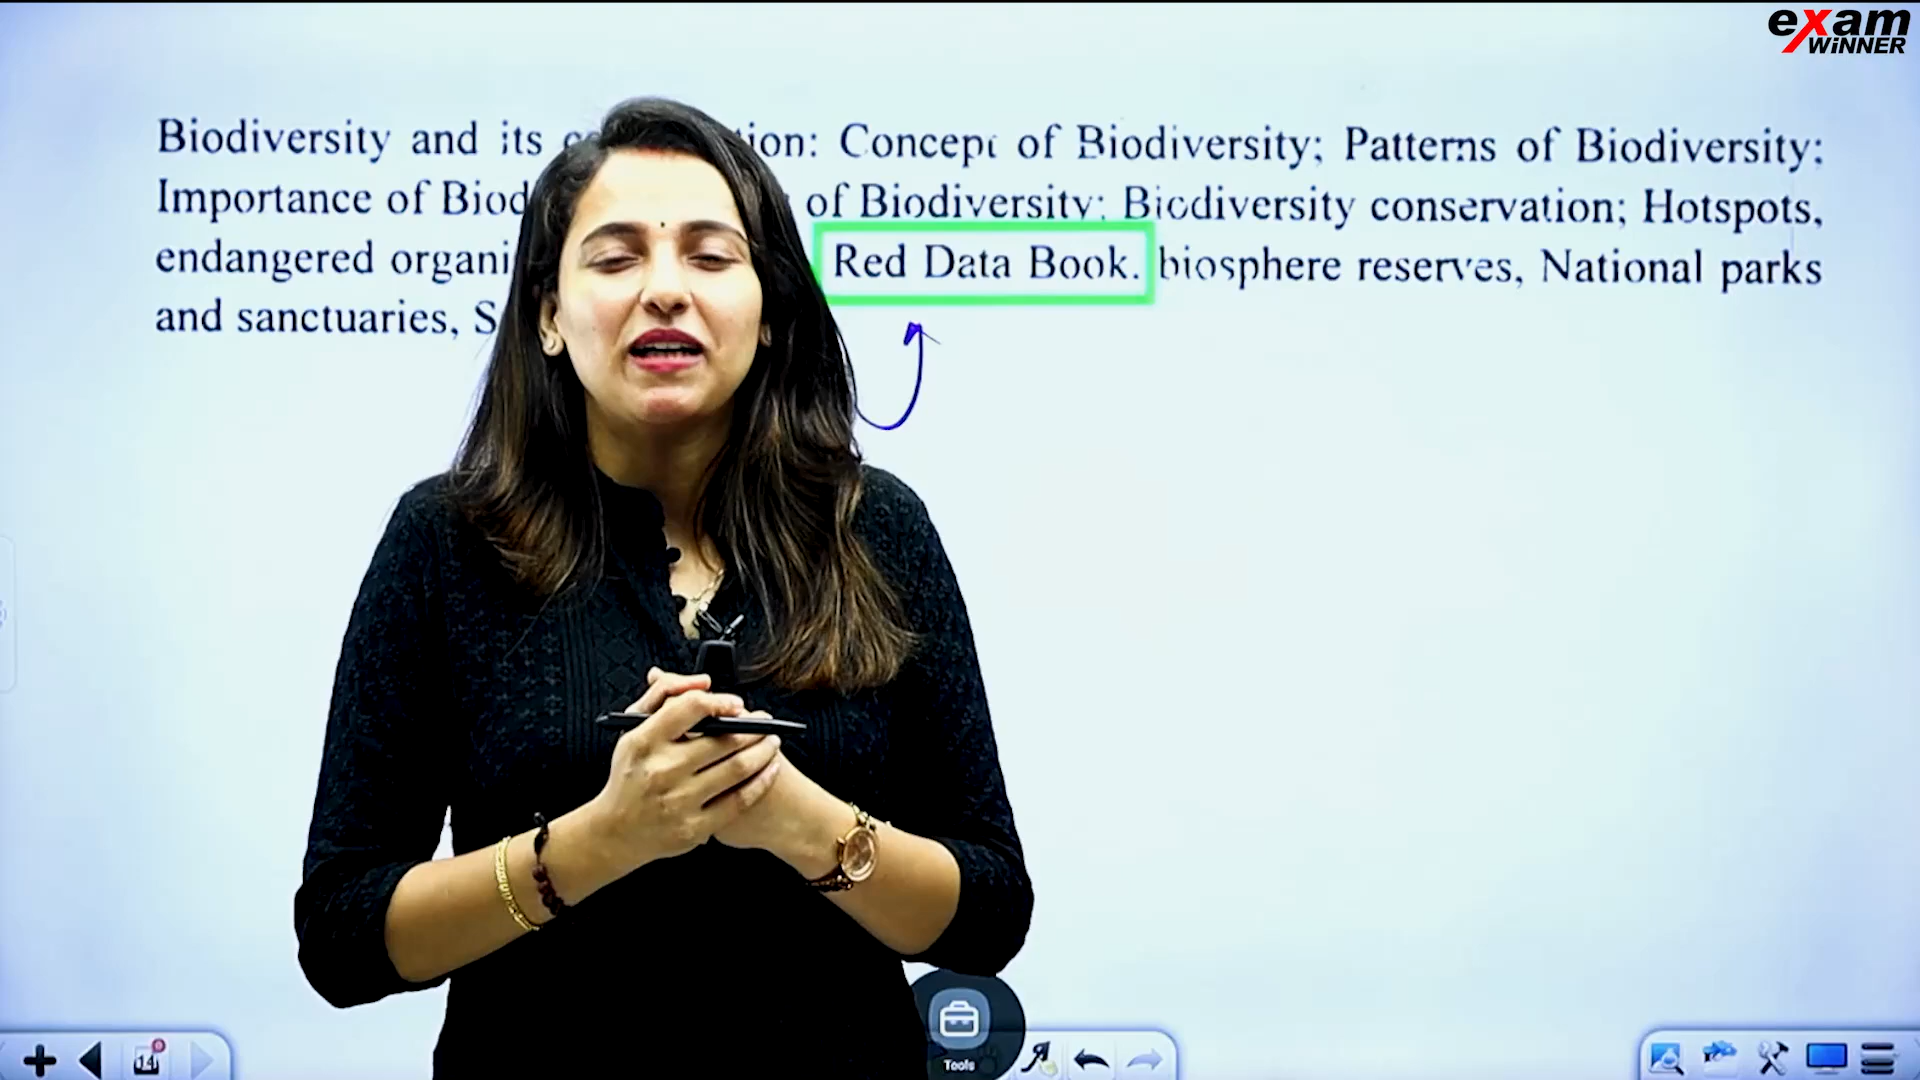 exam
WiNNER
Biodiversity and its ion: Concept of Biodiversity; Patterns of Biodiversity;
Importance of Biod of Biodiversity; Biodiversity conservation; Hotspots,
endangered organi Red Data Book. biosphere reserves, National parks
and sanctuaries, S
14
Tools